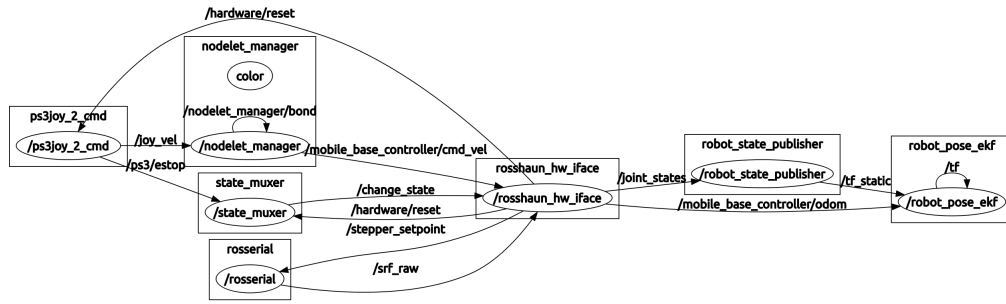 /hardware/reset
nodelet_manager
color
/nodelet_manager/bond
/nodelet_manager
ps3joy_2_cmd
/ps3joy_2_cmd
/joy_vel
/ps3/estop
/mobile_base_controller/cmd_vel
state_muxer
/state_muxer
/change_state
/hardware/reset
/stepper_setpoint
rosserial
/rosserial
/srf_raw
rosshaun_hw_iface
/rosshaun_hw_iface
/joint_states
/mobile_base_controller/odom
robot_state_publisher
/robot_state_publisher
/tf_static
robot_pose_ekf
/tf
/robot_pose_ekf